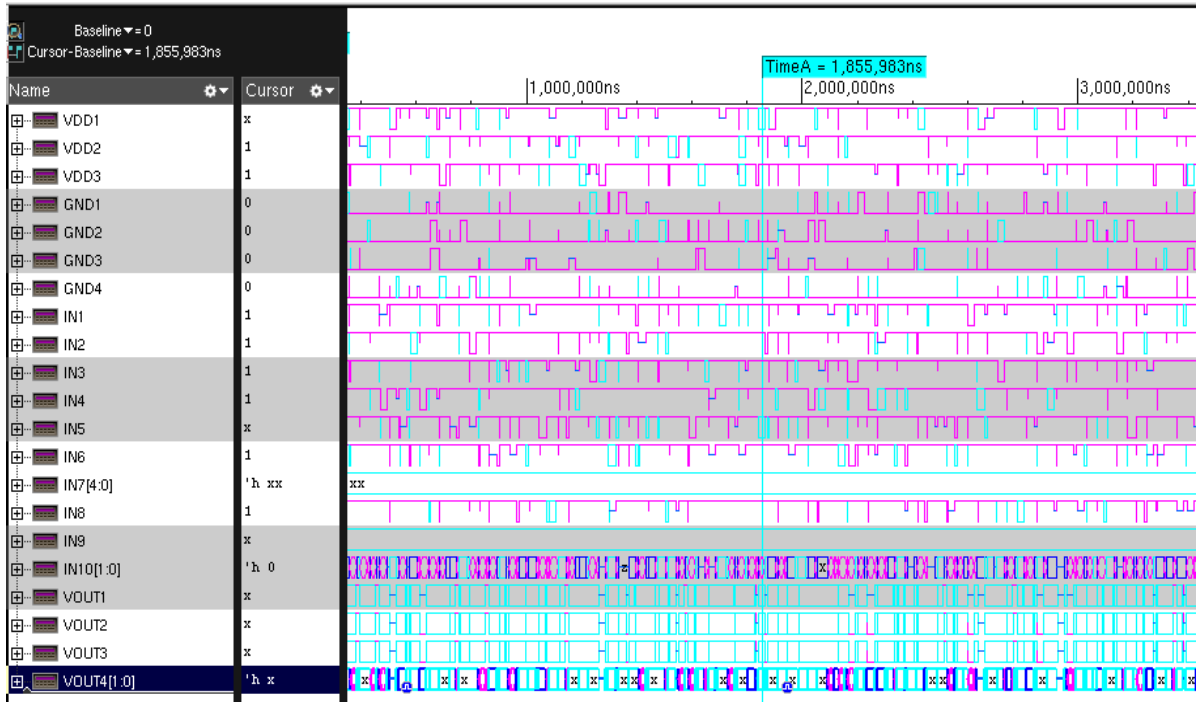 Baseline▼= 0
Cursor-Baseline▼= 1,855,983ns
TimeA = 1,855,983ns
Name Cursor 1,000,000ns 2,000,000ns 3,000,000ns
VDD1 x
VDD2 1
VDD3 1
GND1 0
GND2 0
GND3 0
GND4 0
IN1 1
IN2 1
IN3 1
IN4 1
IN5 x
IN6 1
IN7[4:0] 'h xx xx
IN8 1
IN9 x
IN10[1:0] 'h 0 z x
VOUT1 x
VOUT2 x
VOUT3 x
VOUT4[1:0] 'h x